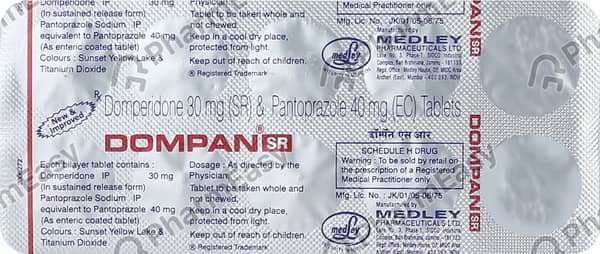 Domperidone IP 30 mg
(In sustained release form)
Pantoprazole Sodium IP
equivalent to Pantoprazole 40 mg
(As enteric coated tablet)
Colours : Sunset Yellow Lake &
Titanium Dioxide
Physician
Tablet to be taken whole and
not chewed.
Keep in a cool dry place,
protected from light.
Keep out of reach of children.
® Registered Trademark
Medical Practitioner only.
Mfg. Lic. No. : JK/01/05-06/75
Manufactured by
MEDLEY
PHARMACEUTICALS LTD.
medley
New &
Improved
Rx
Domperidone 30 mg (SR) & Pantoprazole 40 mg (EC) Tablets
DOMPAN® SR
डॉम्पॅन एस आर
Each bilayer tablet contains :
Domperidone IP 30 mg
(In sustained release form)
Pantoprazole Sodium IP
equivalent to Pantoprazole 40 mg
(As enteric coated tablet)
Colours : Sunset Yellow Lake &
Titanium Dioxide
Dosage : As directed by the
Physician
Tablet to be taken whole and
not chewed.
Keep in a cool dry place,
protected from light.
Keep out of reach of children.
® Registered Trademark
SCHEDULE H DRUG
Warning : To be sold by retail on
the prescription of a Registered
Medical Practitioner only.
Mfg. Lic. No. : JK/01/05-06/75
Manufactured by
MEDLEY
PHARMACEUTICALS LTD.
medley
DOMPAN SR
DOMPAN SR